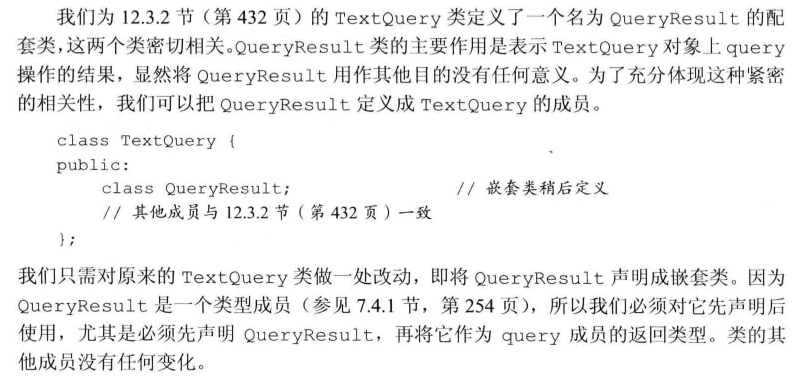 我们为 12.3.2 节（第 432 页）的 TextQuery 类定义了一个名为 QueryResult 的配
套类，这两个类密切相关。QueryResult 类的主要作用是表示 TextQuery 对象上 query
操作的结果，显然将 QueryResult 用作其他目的没有任何意义。为了充分体现这种紧密
的相关性，我们可以把 QueryResult 定义成 TextQuery 的成员。
class TextQuery {
public:
class QueryResult; // 嵌套类稍后定义
// 其他成员与 12.3.2 节（第 432 页）一致
};
我们只需对原来的 TextQuery 类做一处改动，即将 QueryResult 声明成嵌套类。因为
QueryResult 是一个类型成员（参见 7.4.1 节，第 254 页），所以我们必须对它先声明后
使用，尤其是必须先声明 QueryResult，再将它作为 query 成员的返回类型。类的其
他成员没有任何变化。